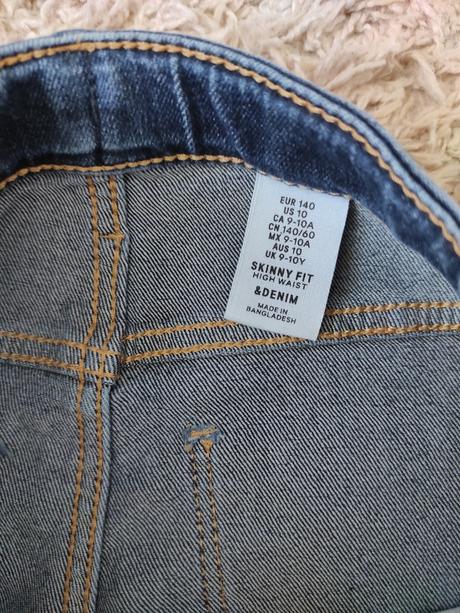 EUR 140
US 10
CA 9-10A
CN 140/60
MX 9-10A
AUS 10
UK 9-10Y
SKINNY FIT
HIGH WAIST
&DENIM
MADE IN
BANGLADESH